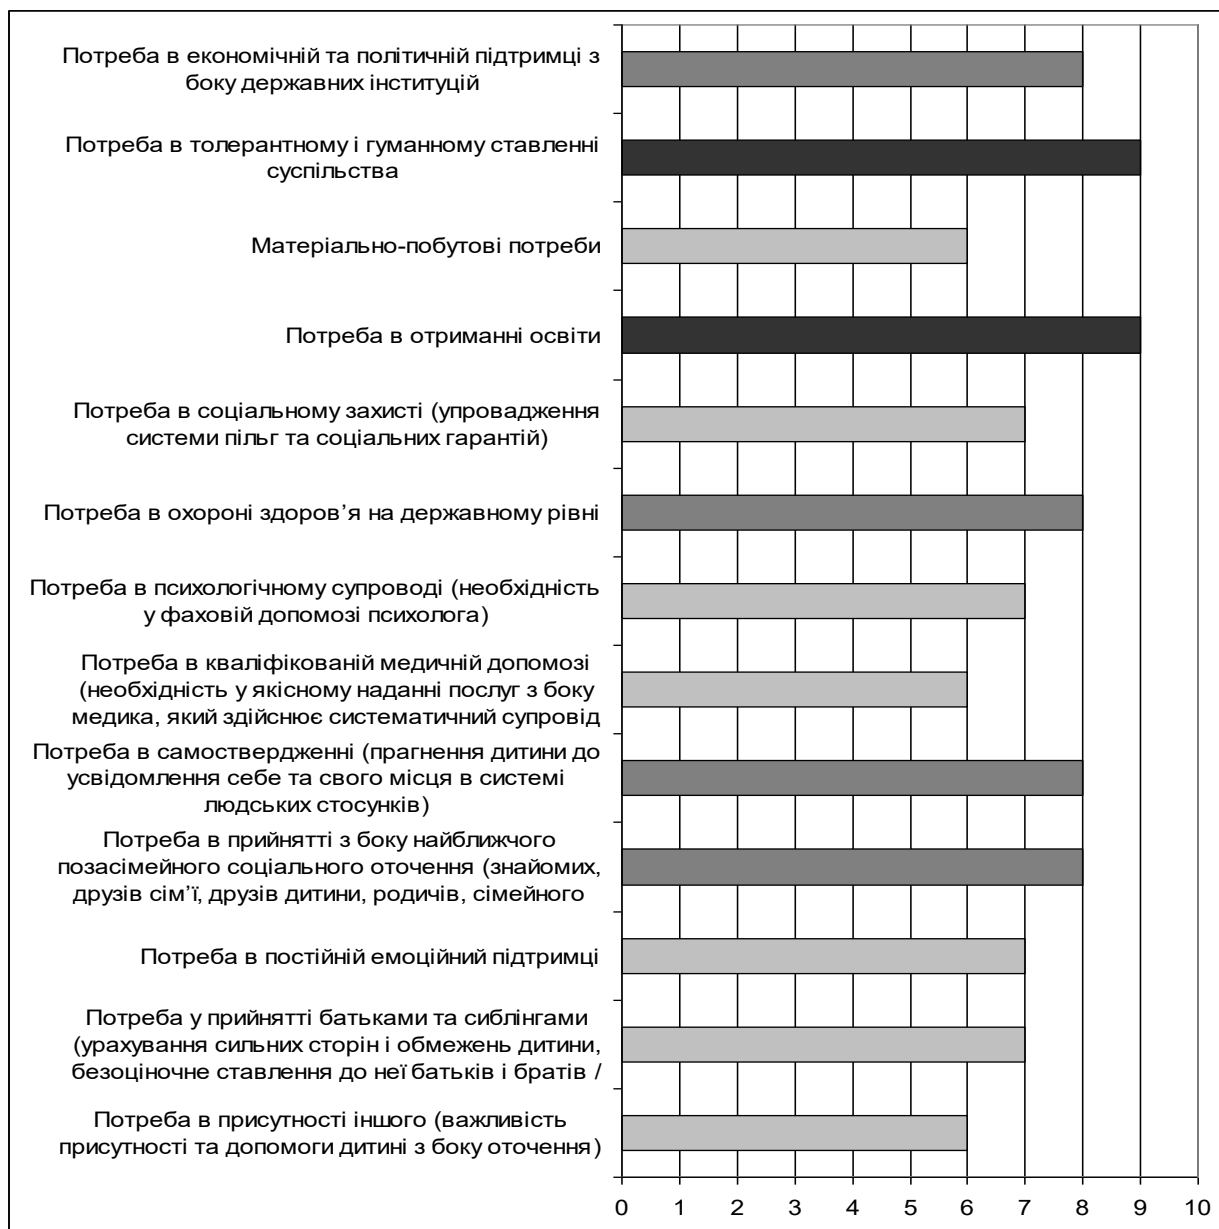 Потреба в економічній та політичній підтримці з
боку державних інституцій
Потреба в толерантному і гуманному ставленні
суспільства
Матеріально-побутові потреби
Потреба в отриманні освіти
Потреба в соціальному захисті (упровадження
системи пільг та соціальних гарантій)
Потреба в охороні здоров’я на державному рівні
Потреба в психологічному супроводі (необхідність
у фаховій допомозі психолога)
Потреба в кваліфікованій медичній допомозі
(необхідність у якісному наданні послуг з боку
медика, який здійснює систематичний супровід
Потреба в самоствердженні (прагнення дитини до
усвідомлення себе та свого місця в системі
людських стосунків)
Потреба в прийнятті з боку найближчого
позасімейного соціального оточення (знайомих,
друзів сім’ї, друзів дитини, родичів, сімейного
Потреба в постійній емоційний підтримці
Потреба у прийнятті батьками та сиблінгами
(урахування сильних сторін і обмежень дитини,
безоціночне ставлення до неї батьків і братів /
Потреба в присутності іншого (важливість
присутності та допомоги дитині з боку оточення)
0 1 2 3 4 5 6 7 8 9 10